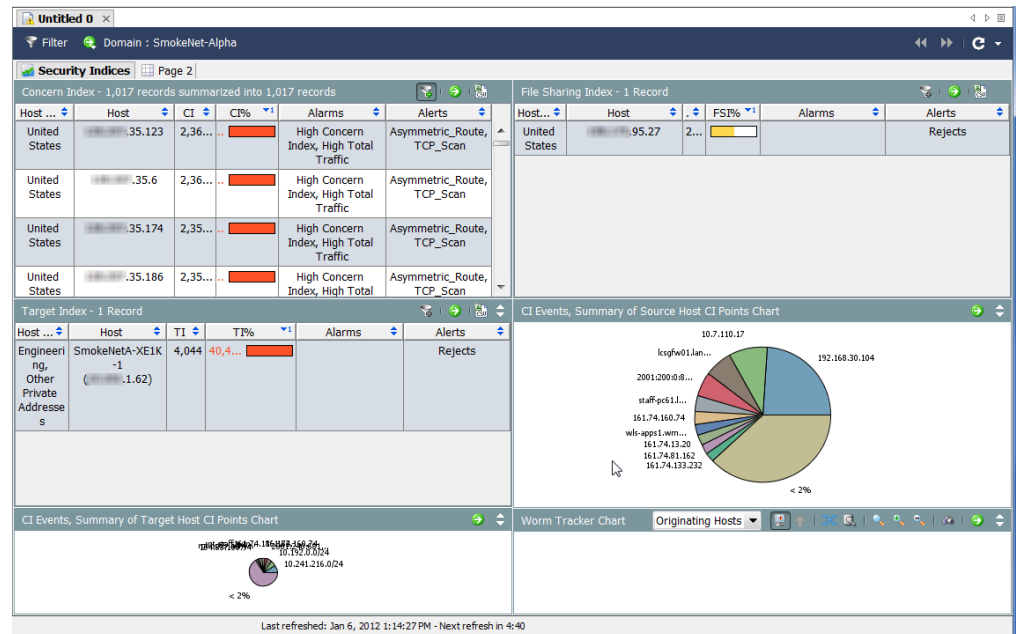 Untitled 0
Filter Domain : SmokeNet-Alpha
Security Indices Page 2
Concern Index - 1,017 records summarized into 1,017 records
Host ... Host CI CI% 1 Alarms Alerts
United States .35.123 2,36... .. High Concern Index, High Total Traffic Asymmetric_Route, TCP_Scan
United States .35.6 2,36... .. High Concern Index, High Total Traffic Asymmetric_Route, TCP_Scan
United States .35.174 2,35... .. High Concern Index, High Total Traffic Asymmetric_Route, TCP_Scan
United States .35.186 2,35... .. High Concern Index, High Total Asymmetric_Route, TCP_Scan
File Sharing Index - 1 Record
Host... Host . FSI% 1 Alarms Alerts
United States .95.27 2... Rejects
Target Index - 1 Record
Host ... Host TI TI% 1 Alarms Alerts
Engineeri ng, Other Private Addresse s SmokeNetA-XE1K -1 ( .1.62) 4,044 40,4... Rejects
CI Events, Summary of Source Host CI Points Chart
10.7.110.17
lcsgfw01.lan...
192.168.30.104
2001:200:0:8...
staff-pc61.l...
161.74.160.74
wls-apps1.wm...
161.74.13.20
161.74.81.162
161.74.133.232
< 2%
CI Events, Summary of Target Host CI Points Chart
10.192.0.0/24
10.241.216.0/24
< 2%
Worm Tracker Chart Originating Hosts
Last refreshed: Jan 6, 2012 1:14:27 PM - Next refresh in 4:40